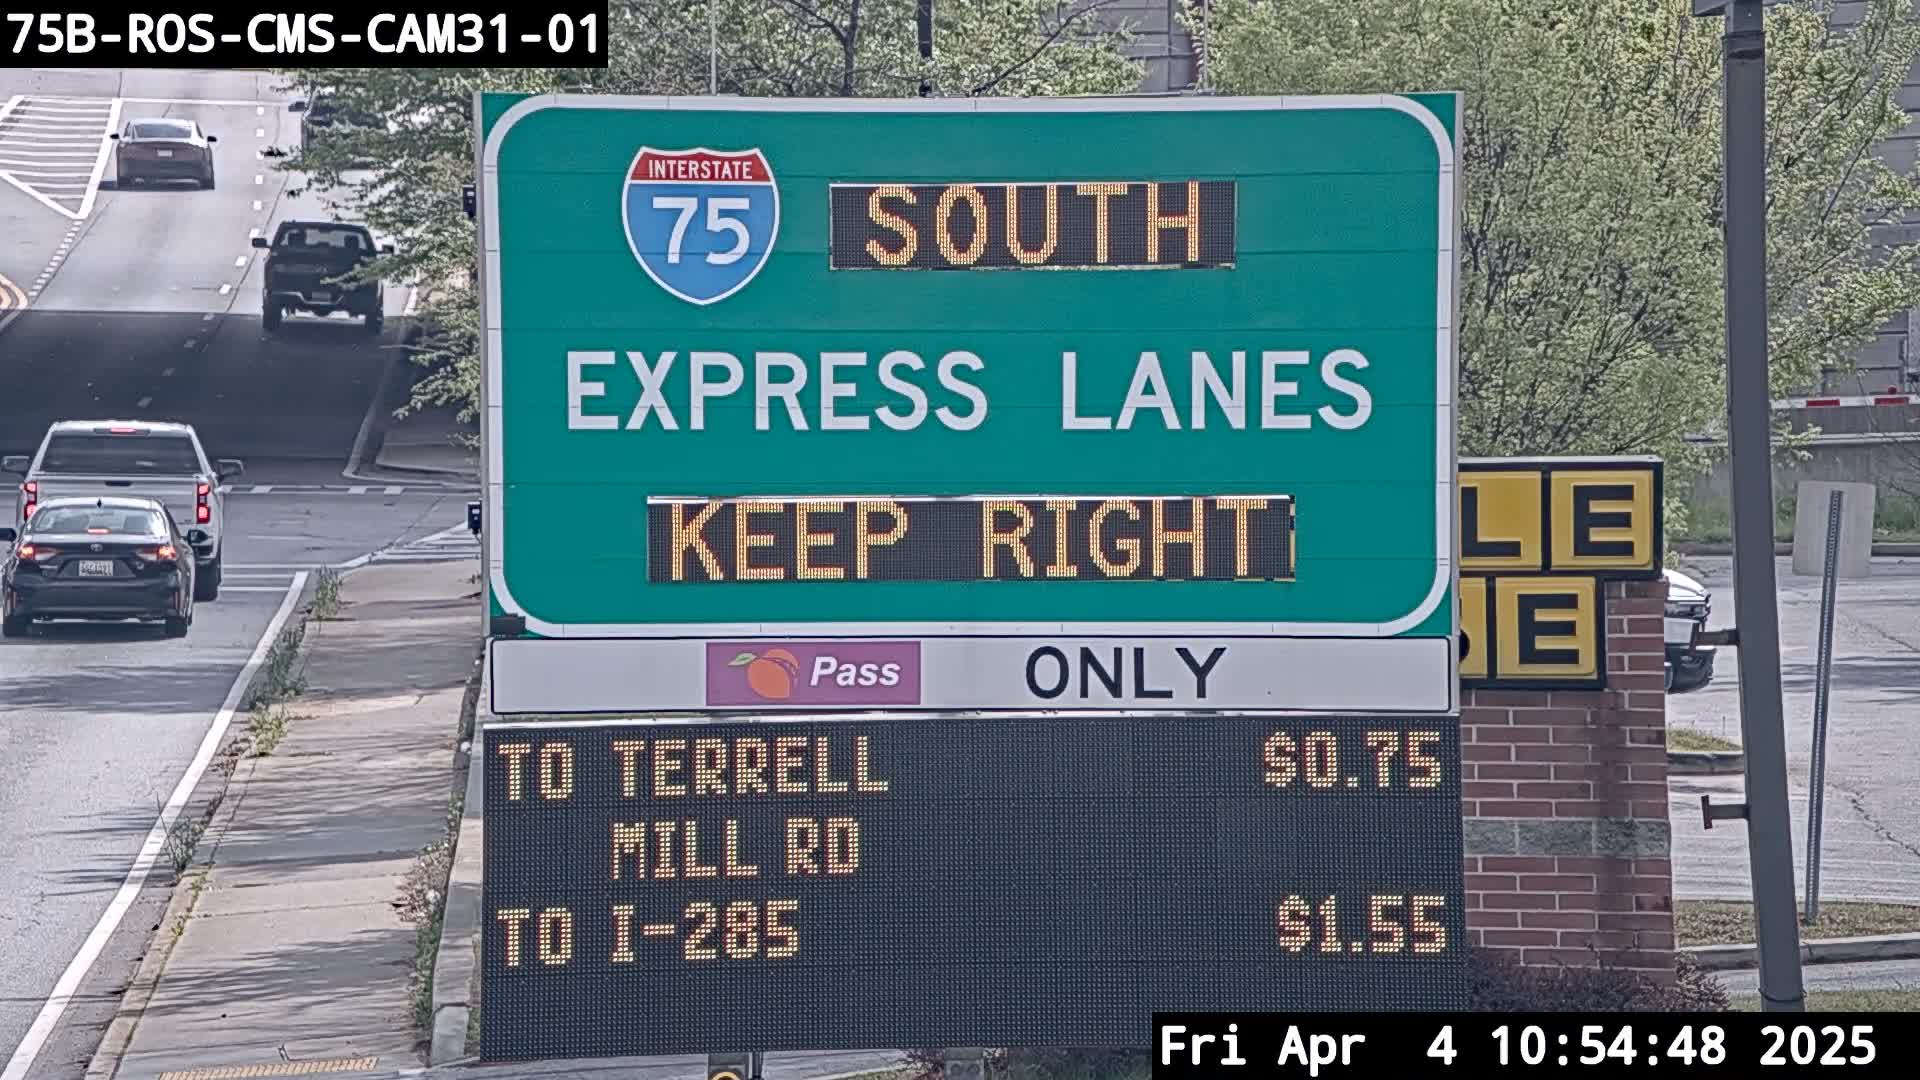 75B-ROS-CMS-CAM31-01
INTERSTATE
75
SOUTH
EXPRESS LANES
KEEP RIGHT
LE
E
Pass ONLY
TO TERRELL $0.75
MILL RD
TO I-285 $1.55
Fri Apr 4 10:54:48 2025